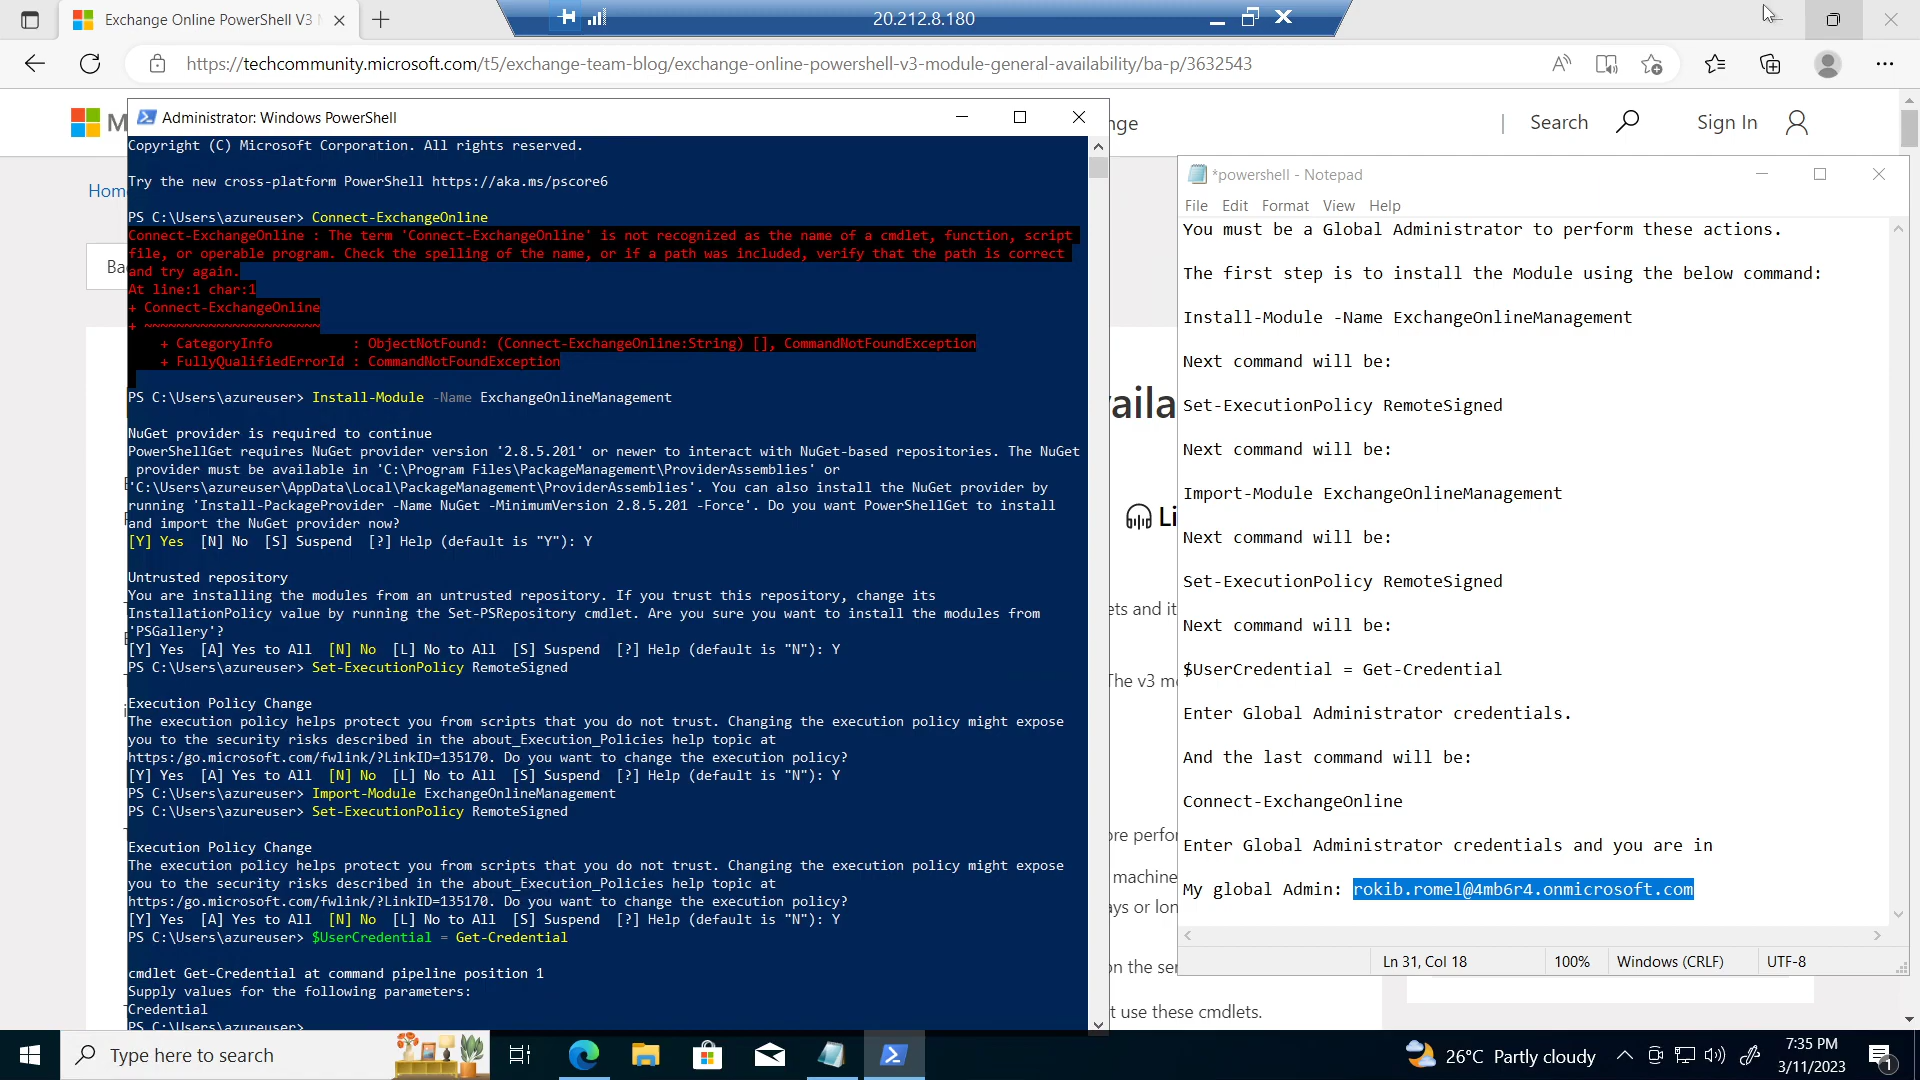 Exchange Online PowerShell V3
20.212.8.180
https://techcommunity.microsoft.com/t5/exchange-team-blog/exchange-online-powershell-v3-module-general-availability/ba-p/3632543
M
nge
|
Search
Sign In
Hom
Ba
Administrator: Windows PowerShell
Copyright (C) Microsoft Corporation. All rights reserved.
Try the new cross-platform PowerShell https://aka.ms/pscore6
PS C:\Users\azureuser> Connect-ExchangeOnline
Connect-ExchangeOnline : The term 'Connect-ExchangeOnline' is not recognized as the name of a cmdlet, function, script
file, or operable program. Check the spelling of the name, or if a path was included, verify that the path is correct
and try again.
At line:1 char:1
+ Connect-ExchangeOnline
+ ~~~~~~~~~~~~~~~~~~~~~~
+ CategoryInfo          : ObjectNotFound: (Connect-ExchangeOnline:String) [], CommandNotFoundException
+ FullyQualifiedErrorId : CommandNotFoundException
PS C:\Users\azureuser> Install-Module -Name ExchangeOnlineManagement
NuGet provider is required to continue
PowerShellGet requires NuGet provider version '2.8.5.201' or newer to interact with NuGet-based repositories. The NuGet
provider must be available in 'C:\Program Files\PackageManagement\ProviderAssemblies' or
'C:\Users\azureuser\AppData\Local\PackageManagement\ProviderAssemblies'. You can also install the NuGet provider by
running 'Install-PackageProvider -Name NuGet -MinimumVersion 2.8.5.201 -Force'. Do you want PowerShellGet to install
and import the NuGet provider now?
[Y] Yes  [N] No  [S] Suspend  [?] Help (default is "Y"): Y
Untrusted repository
You are installing the modules from an untrusted repository. If you trust this repository, change its
InstallationPolicy value by running the Set-PSRepository cmdlet. Are you sure you want to install the modules from
'PSGallery'?
[Y] Yes  [A] Yes to All  [N] No  [L] No to All  [S] Suspend  [?] Help (default is "N"): Y
PS C:\Users\azureuser> Set-ExecutionPolicy RemoteSigned
Execution Policy Change
The execution policy helps protect you from scripts that you do not trust. Changing the execution policy might expose
you to the security risks described in the about_Execution_Policies help topic at
https:/go.microsoft.com/fwlink/?LinkID=135170. Do you want to change the execution policy?
[Y] Yes  [A] Yes to All  [N] No  [L] No to All  [S] Suspend  [?] Help (default is "N"): Y
PS C:\Users\azureuser> Import-Module ExchangeOnlineManagement
PS C:\Users\azureuser> Set-ExecutionPolicy RemoteSigned
Execution Policy Change
The execution policy helps protect you from scripts that you do not trust. Changing the execution policy might expose
you to the security risks described in the about_Execution_Policies help topic at
https:/go.microsoft.com/fwlink/?LinkID=135170. Do you want to change the execution policy?
[Y] Yes  [A] Yes to All  [N] No  [L] No to All  [S] Suspend  [?] Help (default is "N"): Y
PS C:\Users\azureuser> $UserCredential = Get-Credential
cmdlet Get-Credential at command pipeline position 1
Supply values for the following parameters:
Credential
PS C:\Users\azureuser>
vaila
Li
ets and it
The v3 m
ore perfor
machine
ays or lon
on the ser
t use these cmdlets.
*powershell - Notepad
File Edit Format View Help
You must be a Global Administrator to perform these actions.
The first step is to install the Module using the below command:
Install-Module -Name ExchangeOnlineManagement
Next command will be:
Set-ExecutionPolicy RemoteSigned
Next command will be:
Import-Module ExchangeOnlineManagement
Next command will be:
Set-ExecutionPolicy RemoteSigned
Next command will be:
$UserCredential = Get-Credential
Enter Global Administrator credentials.
And the last command will be:
Connect-ExchangeOnline
Enter Global Administrator credentials and you are in
My global Admin: rokib.romel@4mb6r4.onmicrosoft.com
Ln 31, Col 18
100%
Windows (CRLF)
UTF-8
Type here to search
26°C Partly cloudy
7:35 PM
3/11/2023
1